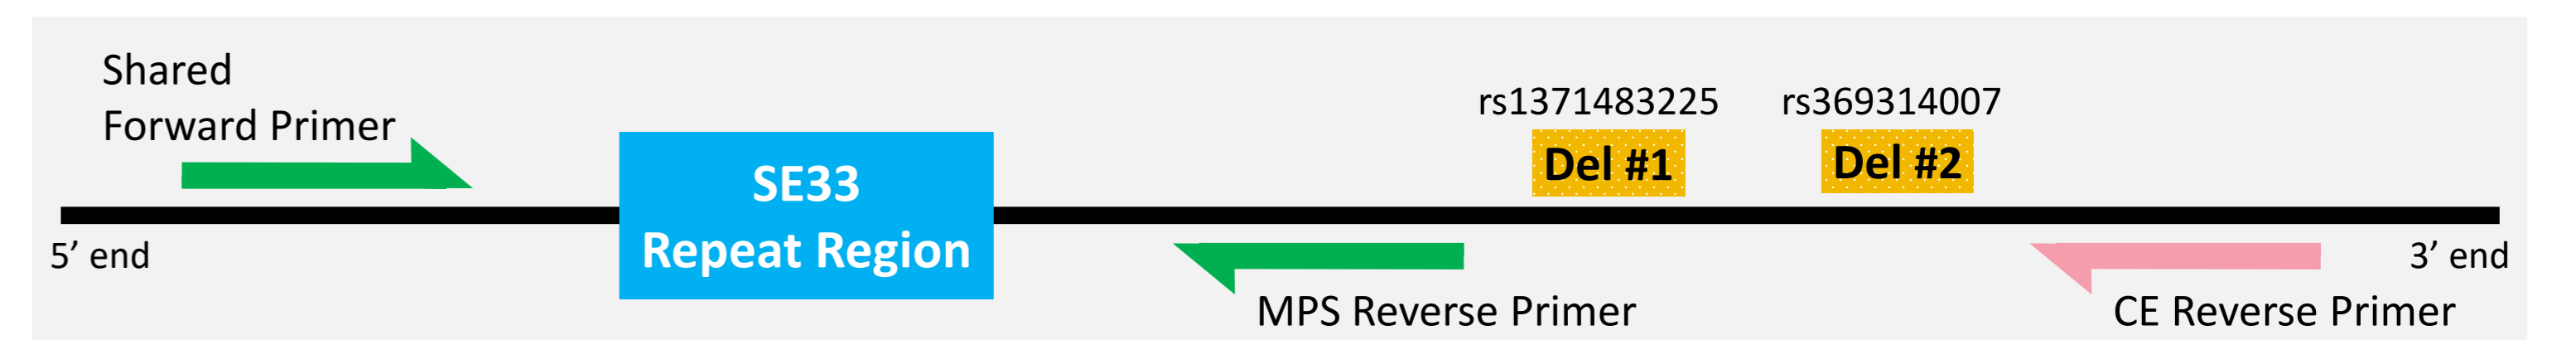 Shared
Forward Primer
rs1371483225
rs369314007
Del #1
Del #2
SE33
Repeat Region
5’ end
3’ end
MPS Reverse Primer
CE Reverse Primer